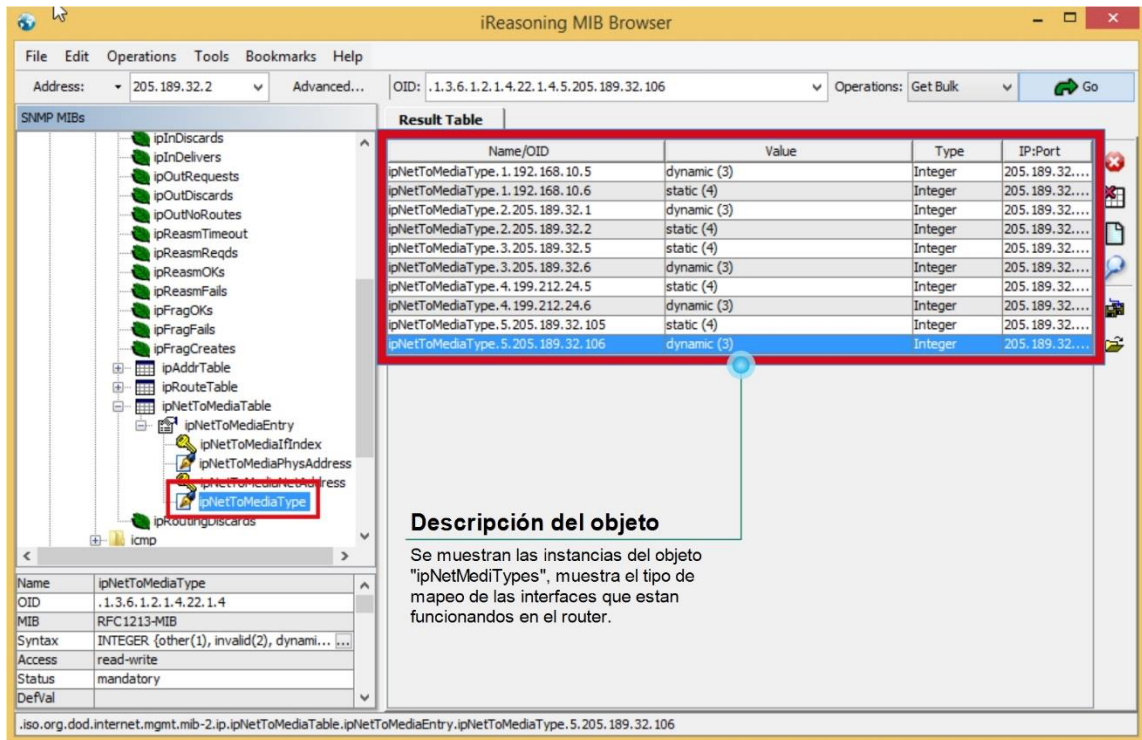 iReasoning MIB Browser
File Edit Operations Tools Bookmarks Help
Address: 205.189.32.2 Advanced... OID: .1.3.6.1.2.1.4.22.1.4.5.205.189.32.106 Operations: Get Bulk Go
SNMP MIBs
ipInDiscards
ipInDelivers
ipOutRequests
ipOutDiscards
ipOutNoRoutes
ipReasmTimeout
ipReasmReqds
ipReasmOKs
ipReasmFails
ipFragOKs
ipFragFails
ipFragCreates
ipAddrTable
ipRouteTable
ipNetToMediaTable
ipNetToMediaEntry
ipNetToMediaIfIndex
ipNetToMediaPhysAddress
ipNetToMediaNetAddress
ipNetToMediaType
ipRoutingDiscards
icmp
Name ipNetToMediaType
OID .1.3.6.1.2.1.4.22.1.4
MIB RFC1213-MIB
Syntax INTEGER {other(1), invalid(2), dynami... ...
Access read-write
Status mandatory
DefVal
Result Table
Name/OID Value Type IP:Port
ipNetToMediaType.1.192.168.10.5 dynamic (3) Integer 205.189.32....
ipNetToMediaType.1.192.168.10.6 static (4) Integer 205.189.32....
ipNetToMediaType.2.205.189.32.1 dynamic (3) Integer 205.189.32....
ipNetToMediaType.2.205.189.32.2 static (4) Integer 205.189.32....
ipNetToMediaType.3.205.189.32.5 static (4) Integer 205.189.32....
ipNetToMediaType.3.205.189.32.6 dynamic (3) Integer 205.189.32....
ipNetToMediaType.4.199.212.24.5 static (4) Integer 205.189.32....
ipNetToMediaType.4.199.212.24.6 dynamic (3) Integer 205.189.32....
ipNetToMediaType.5.205.189.32.105 static (4) Integer 205.189.32....
ipNetToMediaType.5.205.189.32.106 dynamic (3) Integer 205.189.32....
Descripción del objeto
Se muestran las instancias del objeto
"ipNetMediTypes", muestra el tipo de
mapeo de las interfaces que estan
funcionandos en el router.
.iso.org.dod.internet.mgmt.mib-2.ip.ipNetToMediaTable.ipNetToMediaEntry.ipNetToMediaType.5.205.189.32.106